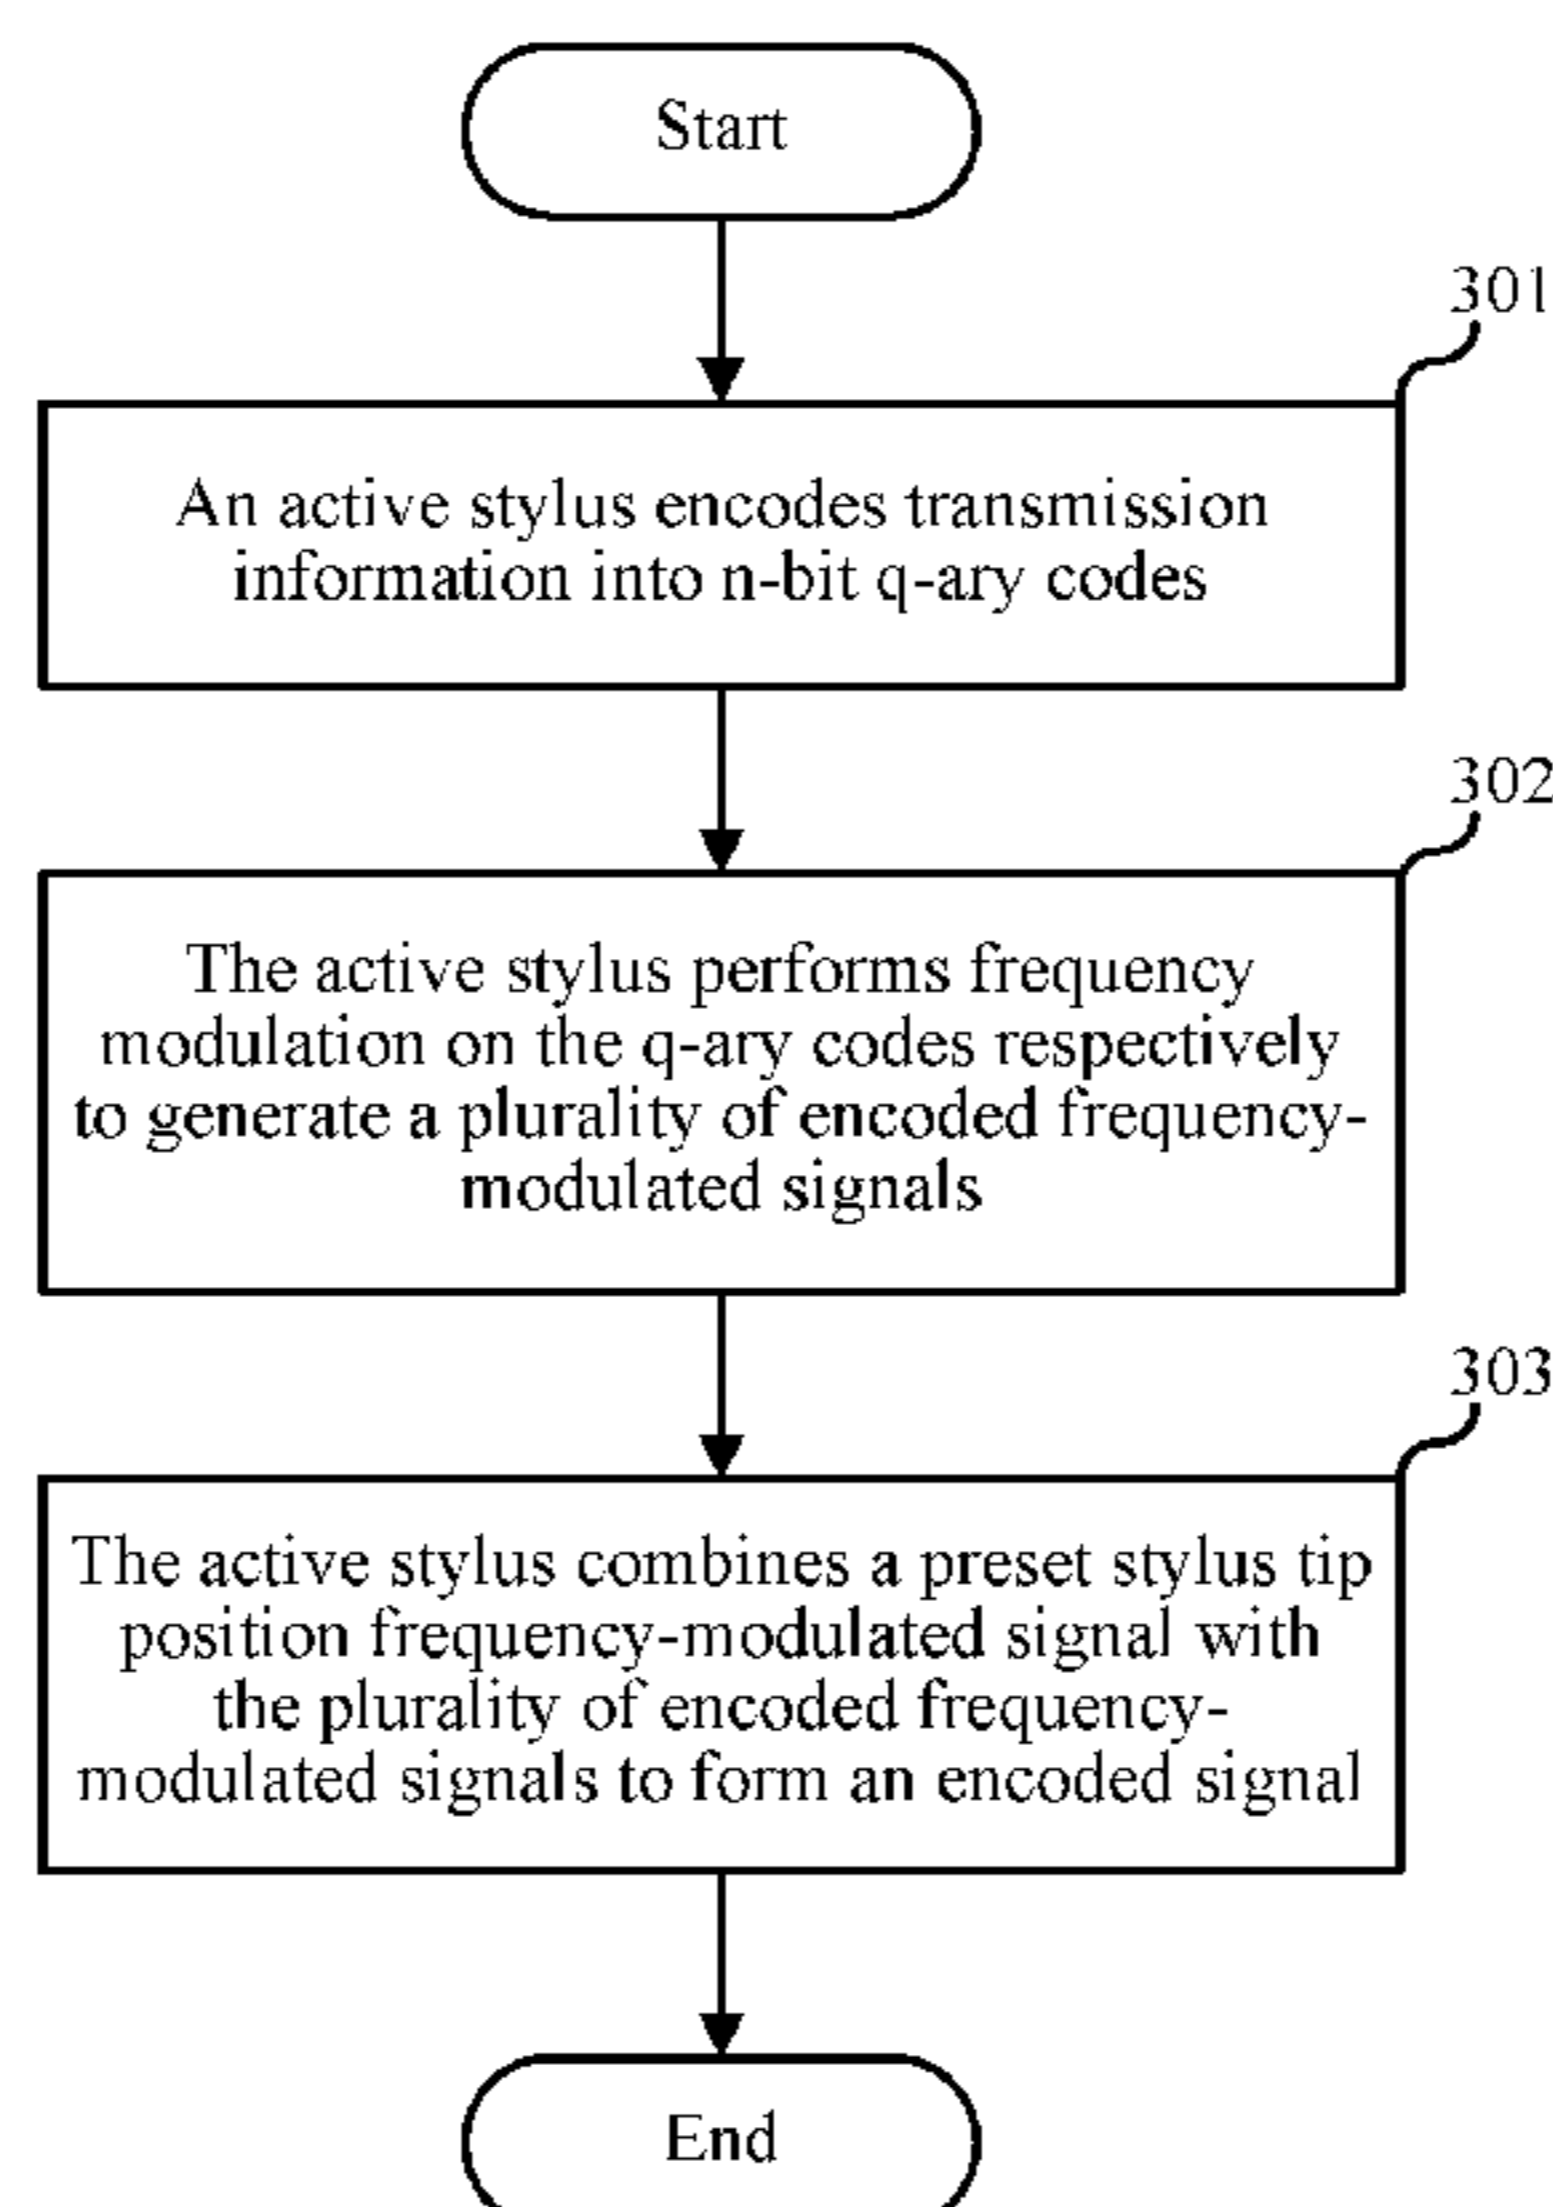 Start
301
An active stylus encodes transmission
information into n-bit q-ary codes
302
The active stylus performs frequency
modulation on the q-ary codes respectively
to generate a plurality of encoded frequency-
modulated signals
303
The active stylus combines a preset stylus tip
position frequency-modulated signal with
the plurality of encoded frequency-
modulated signals to form an encoded signal
End